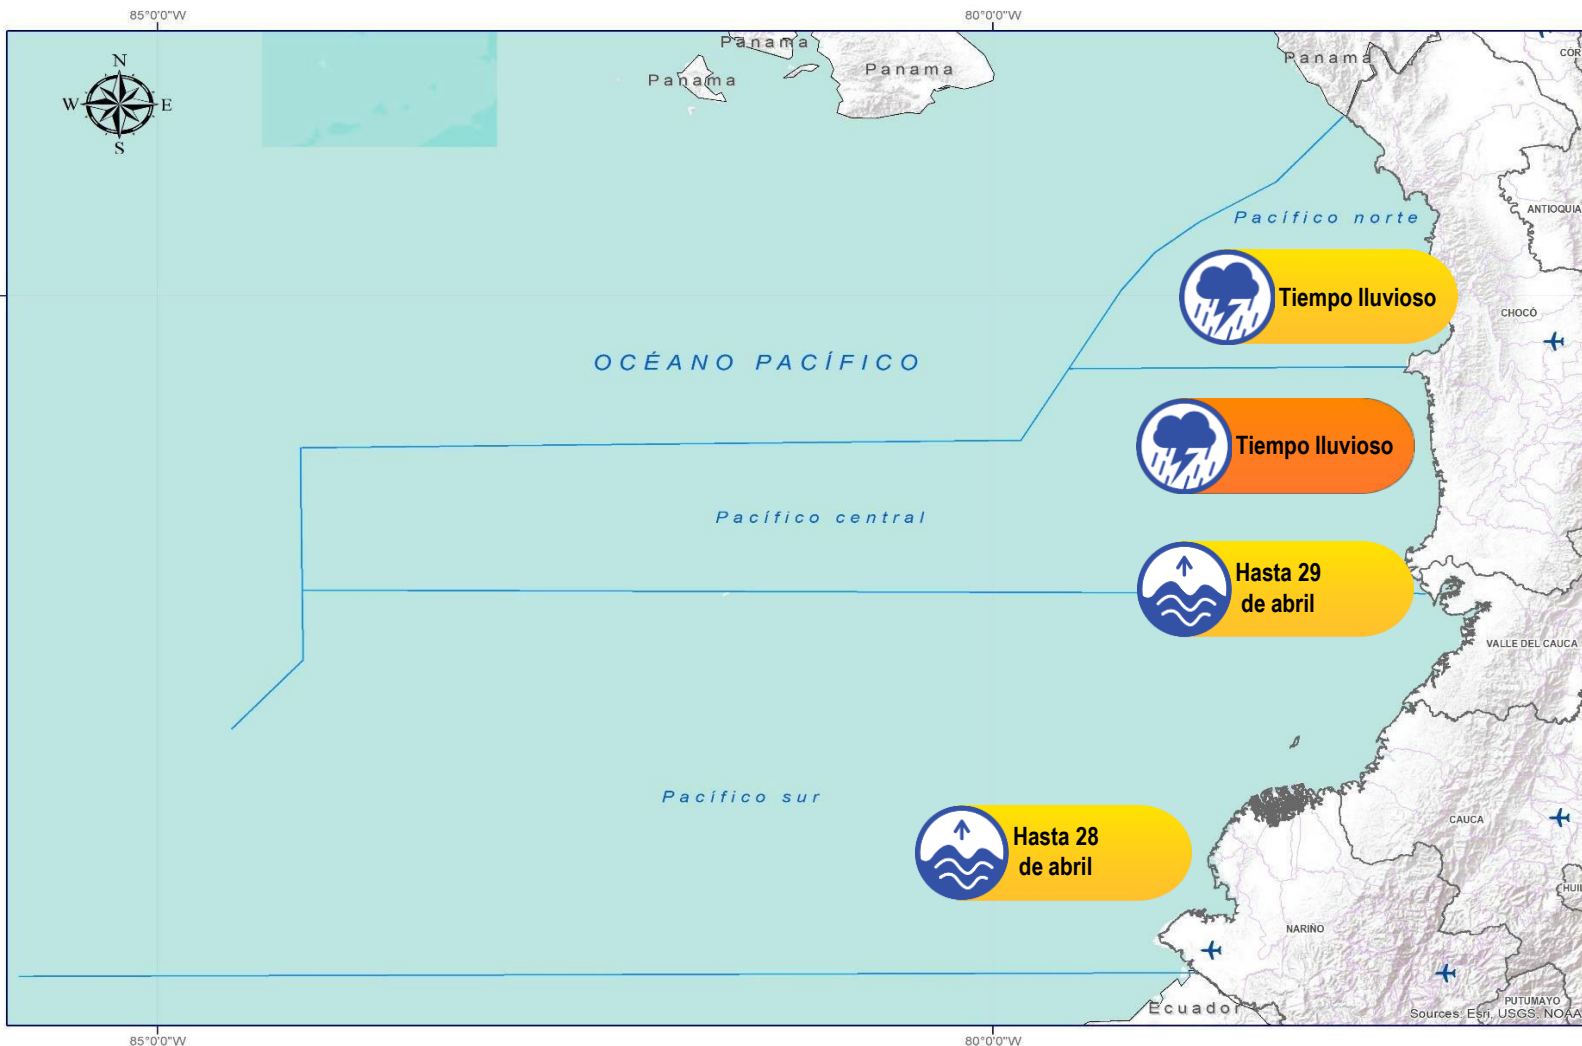 85°0'0"W
80°0'0"W
Panama
Panama
Panama
Panama
COR
N
W
E
S
ANTIOQUIA
Pacífico norte
Tiempo lluvioso
CHOCÓ
OCÉANO PACÍFICO
Tiempo lluvioso
Pacífico central
Hasta 29
de abril
VALLE DEL CAUCA
Pacífico sur
Hasta 28
de abril
CAUCA
HUIL
NARIÑO
PUTUMAYO
Ecuador
Sources: Esri, USGS, NOAA
85°0'0"W
80°0'0"W